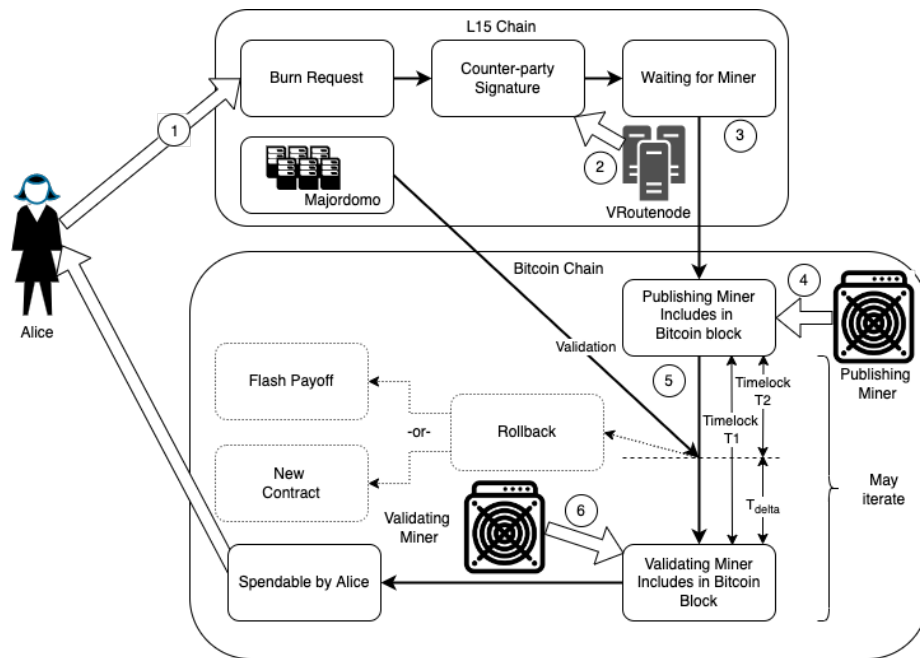 L15 Chain
Burn Request
Counter-party
Signature
Waiting for Miner
1
2
3
Majordomo
VRoutenode
Alice
Bitcoin Chain
4
Publishing Miner
Includes in
Bitcoin block
Publishing
Miner
Validation
5
Timelock
T2
Timelock
T1
Flash Payoff
-or-
Rollback
New
Contract
Tdelta
May
iterate
Validating
Miner
6
Spendable by Alice
Validating Miner
Includes in Bitcoin
Block